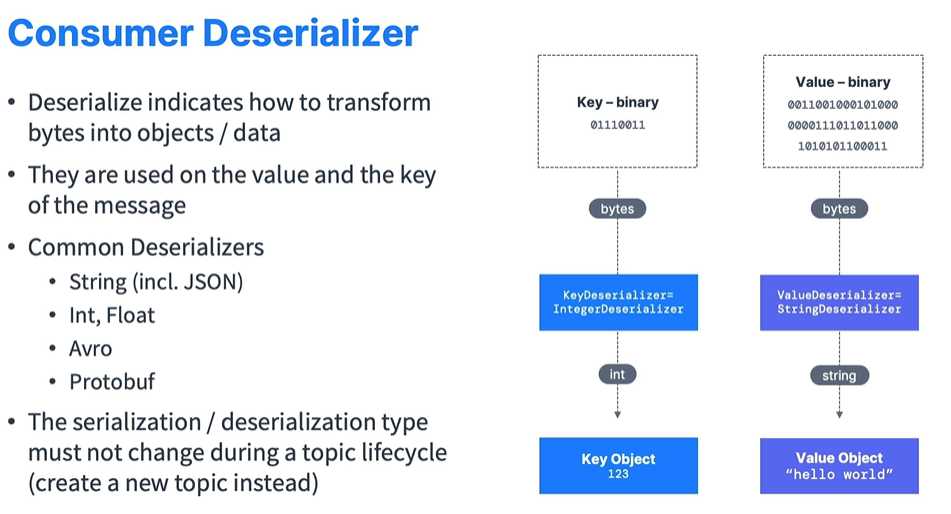 Consumer Deserializer
• Deserialize indicates how to transform
bytes into objects / data
• They are used on the value and the key
of the message
• Common Deserializers
• String (incl. JSON)
• Int, Float
• Avro
• Protobuf
• The serialization / deserialization type
must not change during a topic lifecycle
(create a new topic instead)
Key – binary
01110011
bytes
KeyDeserializer=
IntegerDeserializer
int
Key Object
123
Value – binary
0011001000101000
0000111011011000
1010101100011
bytes
ValueDeserializer=
StringDeserializer
string
Value Object
“hello world”